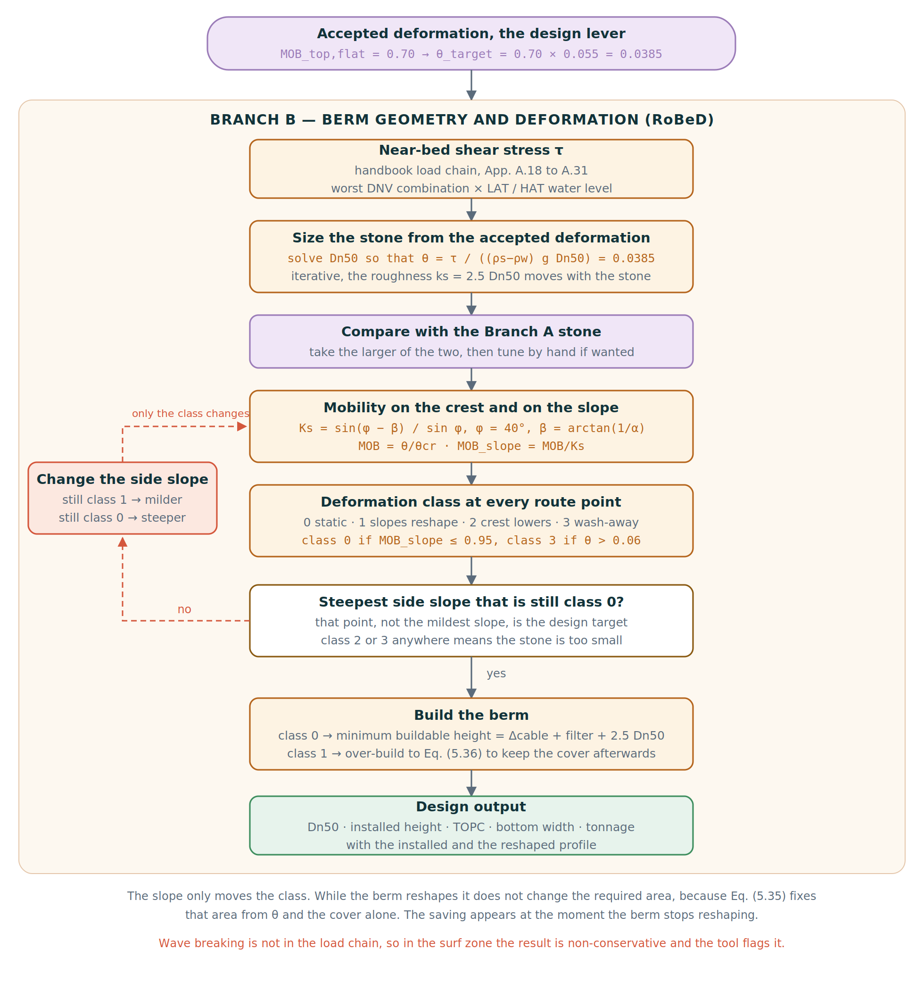 Accepted deformation, the design lever
MOB_top,flat = 0.70 → θ_target = 0.70 × 0.055 = 0.0385
BRANCH B — BERM GEOMETRY AND DEFORMATION (RoBeD)
Near-bed shear stress τ
handbook load chain, App. A.18 to A.31
worst DNV combination × LAT / HAT water level
Size the stone from the accepted deformation
solve Dn50 so that θ = τ / ((ρs−ρw) g Dn50) = 0.0385
iterative, the roughness ks = 2.5 Dn50 moves with the stone
Compare with the Branch A stone
take the larger of the two, then tune by hand if wanted
Mobility on the crest and on the slope
Ks = sin(φ − β) / sin φ, φ = 40°, β = arctan(1/α)
MOB = θ/θcr · MOB_slope = MOB/Ks
only the class changes
Change the side slope
still class 1 → milder
still class 0 → steeper
Deformation class at every route point
0 static · 1 slopes reshape · 2 crest lowers · 3 wash-away
class 0 if MOB_slope ≤ 0.95, class 3 if θ > 0.06
no
Steepest side slope that is still class 0?
that point, not the mildest slope, is the design target
class 2 or 3 anywhere means the stone is too small
yes
Build the berm
class 0 → minimum buildable height = Δcable + filter + 2.5 Dn50
class 1 → over-build to Eq. (5.36) to keep the cover afterwards
Design output
Dn50 · installed height · TOPC · bottom width · tonnage
with the installed and the reshaped profile
The slope only moves the class. While the berm reshapes it does not change the required area, because Eq. (5.35) fixes
that area from θ and the cover alone. The saving appears at the moment the berm stops reshaping.
Wave breaking is not in the load chain, so in the surf zone the result is non-conservative and the tool flags it.